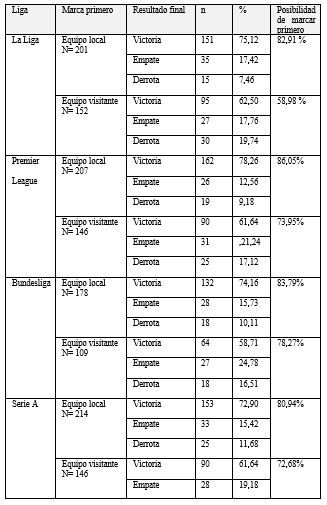 Liga Marca primero Resultado final n % Posibilidad
de marcar
primero
La Liga Equipo local Victoria 151 75,12 82,91 %
N= 201
Empate 35 17,42
Derrota 15 7,46
Equipo visitante Victoria 95 62,50 58,98 %
N= 152
Empate 27 17,76
Derrota 30 19,74
Premier Equipo local Victoria 162 78,26 86,05%
N= 207
League Empate 26 12,56
Derrota 19 9,18
Equipo visitante Victoria 90 61,64 73,95%
N= 146
Empate 31 ,21,24
Derrota 25 17,12
Bundesliga Equipo local Victoria 132 74,16 83,79%
N= 178
Empate 28 15,73
Derrota 18 10,11
Equipo visitante Victoria 64 58,71 78,27%
N= 109
Empate 27 24,78
Derrota 18 16,51
Serie A Equipo local Victoria 153 72,90 80,94%
N= 214
Empate 33 15,42
Derrota 25 11,68
Equipo visitante Victoria 90 61,64 72,68%
N= 146
Empate 28 19,18